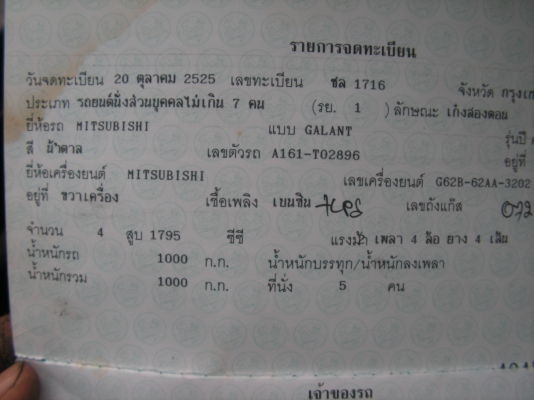 รายการจดทะเบียน
วันจดทะเบียน 20 ตุลาคม 2525 เลขทะเบียน ชล 1716 จังหวัด กรุงเท
ประเภท รถยนต์นั่งส่วนบุคคลไม่เกิน 7 คน (รย. 1 ) ลักษณะ เก๋งสองตอน
ยี่ห้อรถ MITSUBISHI แบบ GALANT รุ่นปี
สี น้ำตาล เลขตัวรถ A161-T02896 อยู่ที่
ยี่ห้อเครื่องยนต์ MITSUBISHI เลขเครื่องยนต์ G62B-62AA-3202
อยู่ที่ ขวาเครื่อง เชื้อเพลิง เบนซิน เลขถังแก๊ส 072
จำนวน 4 สูบ 1795 ซีซี แรงม้า เพลา 4 ล้อ ยาง 4 เส้น
น้ำหนักรถ 1000 ก.ก. น้ำหนักบรรทุก/น้ำหนักลงเพลา
น้ำหนักรวม 1000 ก.ก. ที่นั่ง 5 คน
เจ้าของรถ